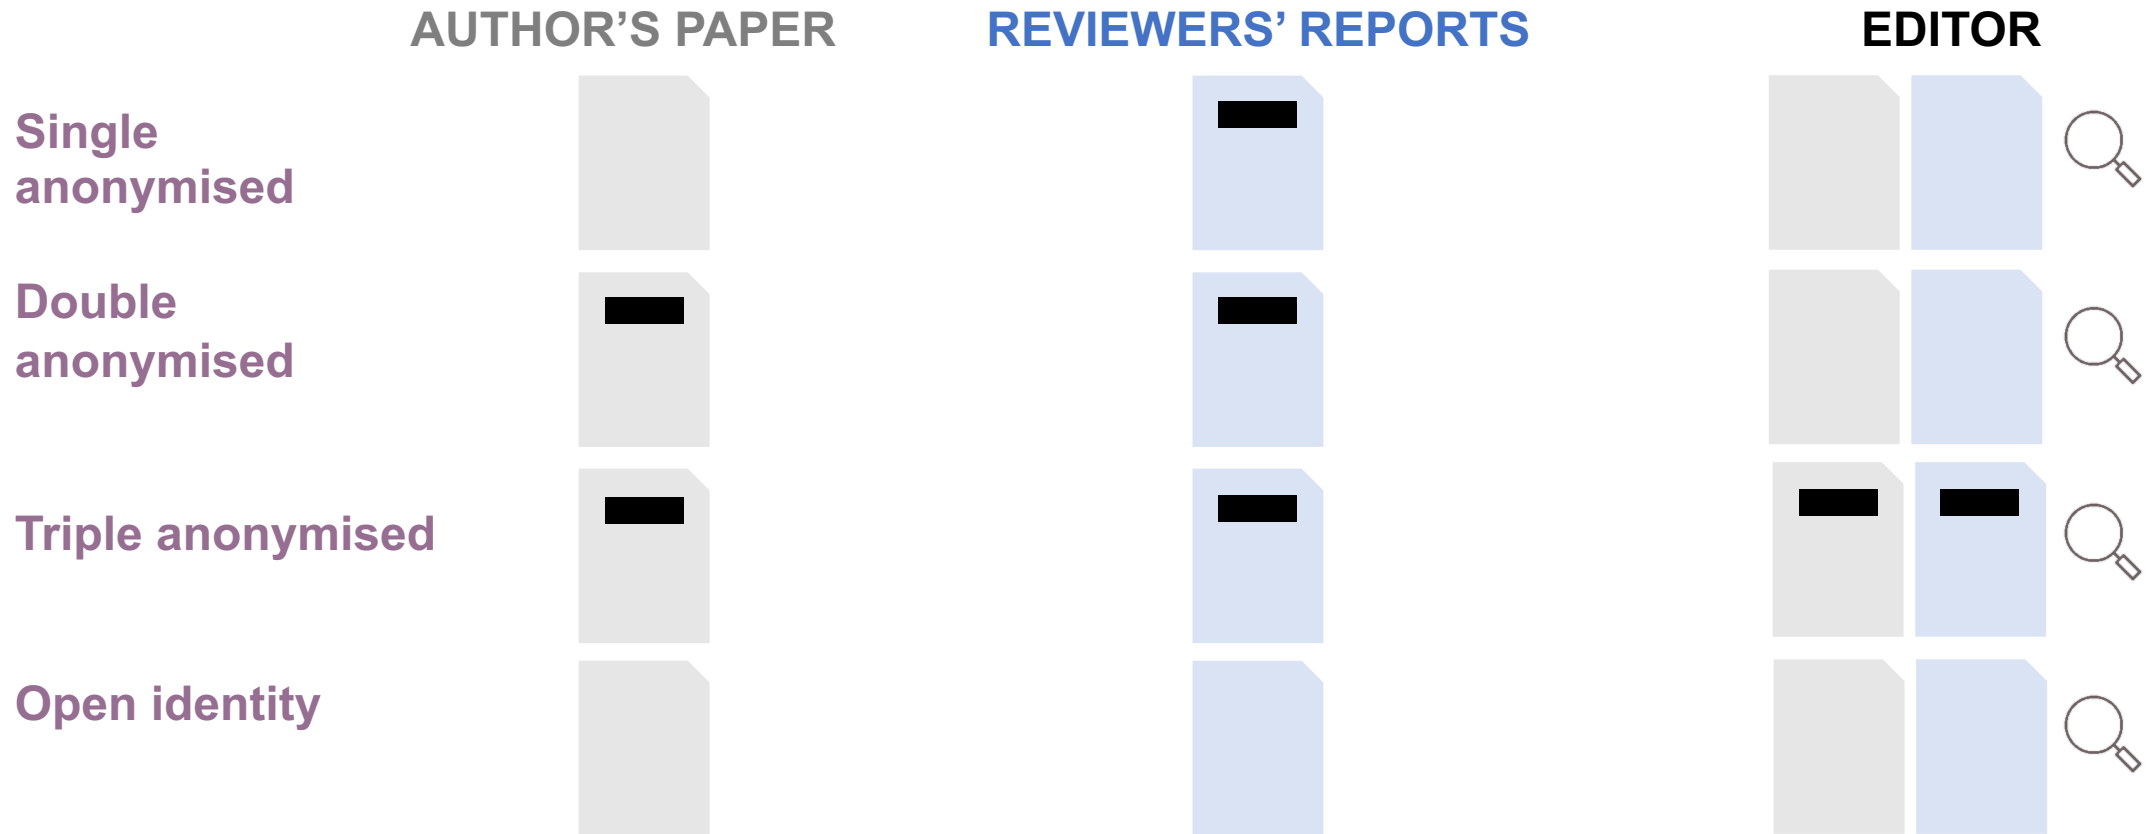 AUTHOR’S PAPER
REVIEWERS’ REPORTS
EDITOR
Single
anonymised
Double
anonymised
Triple anonymised
Open identity